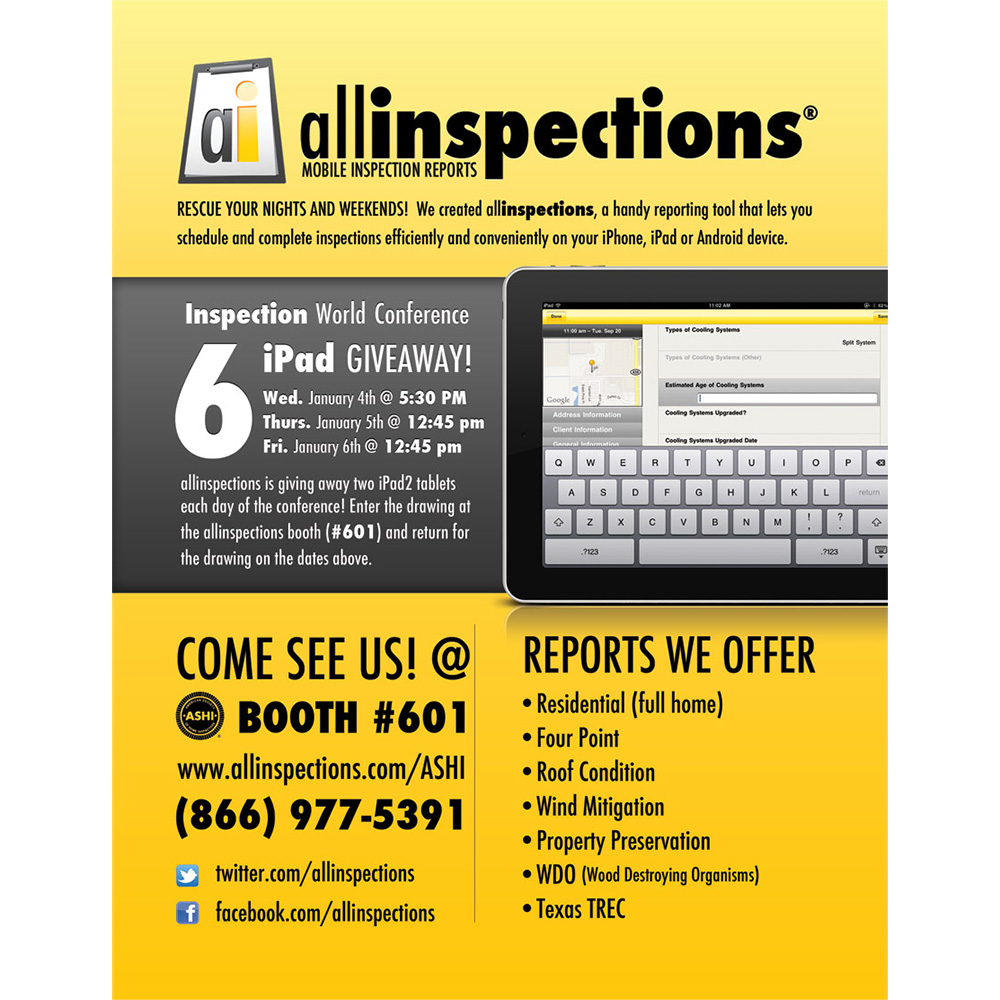 ai allinspections®
MOBILE INSPECTION REPORTS
RESCUE YOUR NIGHTS AND WEEKENDS! We created allinspections, a handy reporting tool that lets you
schedule and complete inspections efficiently and conveniently on your iPhone, iPad or Android device.
Inspection World Conference
6 iPad GIVEAWAY!
Wed. January 4th @ 5:30 PM
Thurs. January 5th @ 12:45 pm
Fri. January 6th @ 12:45 pm
allinspections is giving away two iPad2 tablets
each day of the conference! Enter the drawing at
the allinspections booth (#601) and return for
the drawing on the dates above.
iPad 11:02 AM
Done
11:00 am – Tue. Sep 20
Google
Address Information
Client Information
General Information
Types of Cooling Systems
Split System
Types of Cooling Systems (Other)
Estimated Age of Cooling Systems
Cooling Systems Upgraded?
Cooling Systems Upgraded Date
Q W E R T Y U I O P
A S D F G H J K L return
Z X C V B N M ! , ? .
.?123 .?123
COME SEE US! @
ASHI BOOTH #601
www.allinspections.com/ASHI
(866) 977-5391
twitter.com/allinspections
f facebook.com/allinspections
REPORTS WE OFFER
• Residential (full home)
• Four Point
• Roof Condition
• Wind Mitigation
• Property Preservation
• WDO (Wood Destroying Organisms)
• Texas TREC